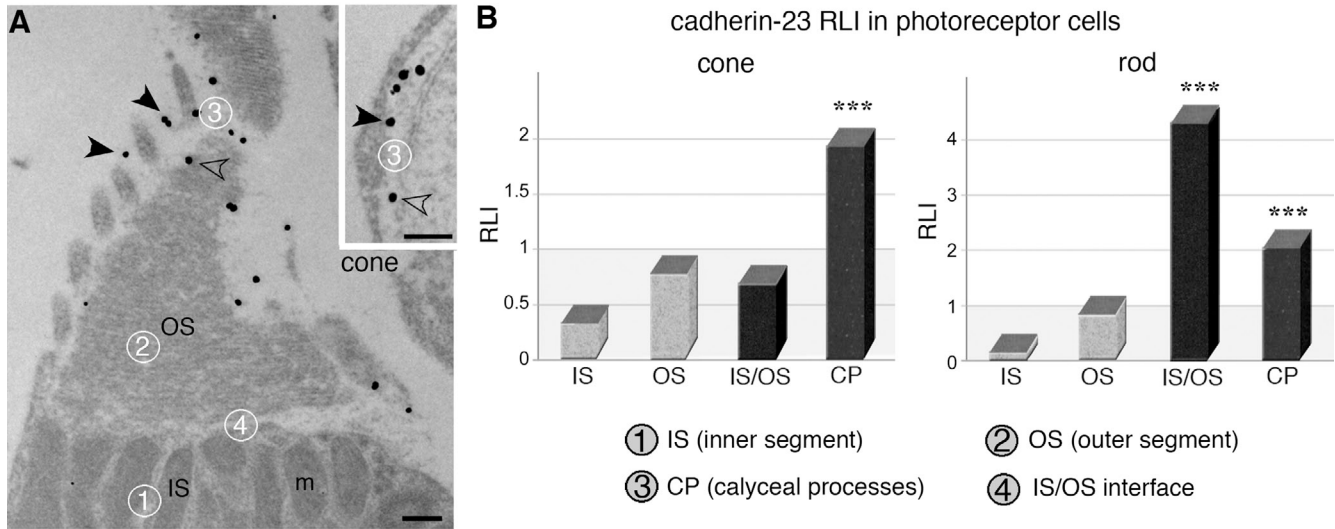 A
3
3
cone
OS
2
4
IS
1
m
B
cadherin-23 RLI in photoreceptor cells
cone
RLI
2
1.5
1
0.5
0
***
IS OS IS/OS CP
rod
RLI
4
3
2
1
0
***
***
IS OS IS/OS CP
1 IS (inner segment)
2 OS (outer segment)
3 CP (calyceal processes)
4 IS/OS interface